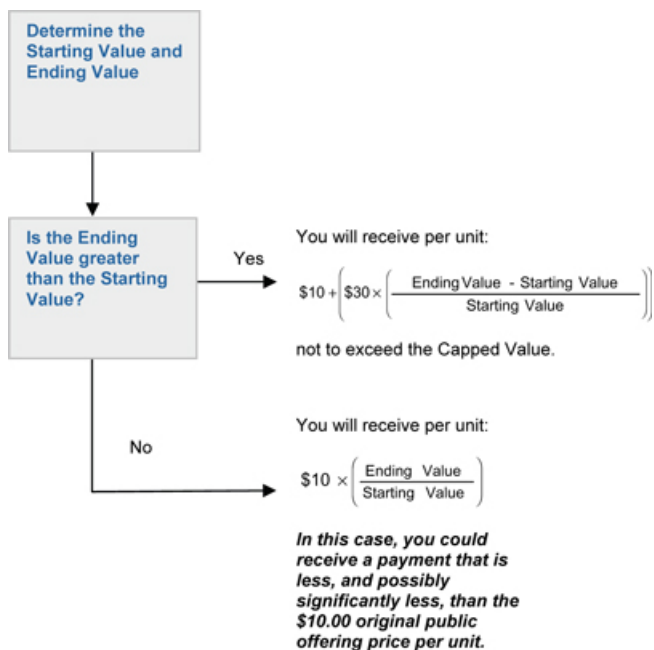 Determine the
Starting Value and
Ending Value
Is the Ending
Value greater
than the Starting
Value?
Yes
You will receive per unit:
$10 + ( $30 × ( Ending Value - Starting Value
Starting Value ) )
not to exceed the Capped Value.
No
You will receive per unit:
$10 × ( Ending Value
Starting Value )
In this case, you could
receive a payment that is
less, and possibly
significantly less, than the
$10.00 original public
offering price per unit.